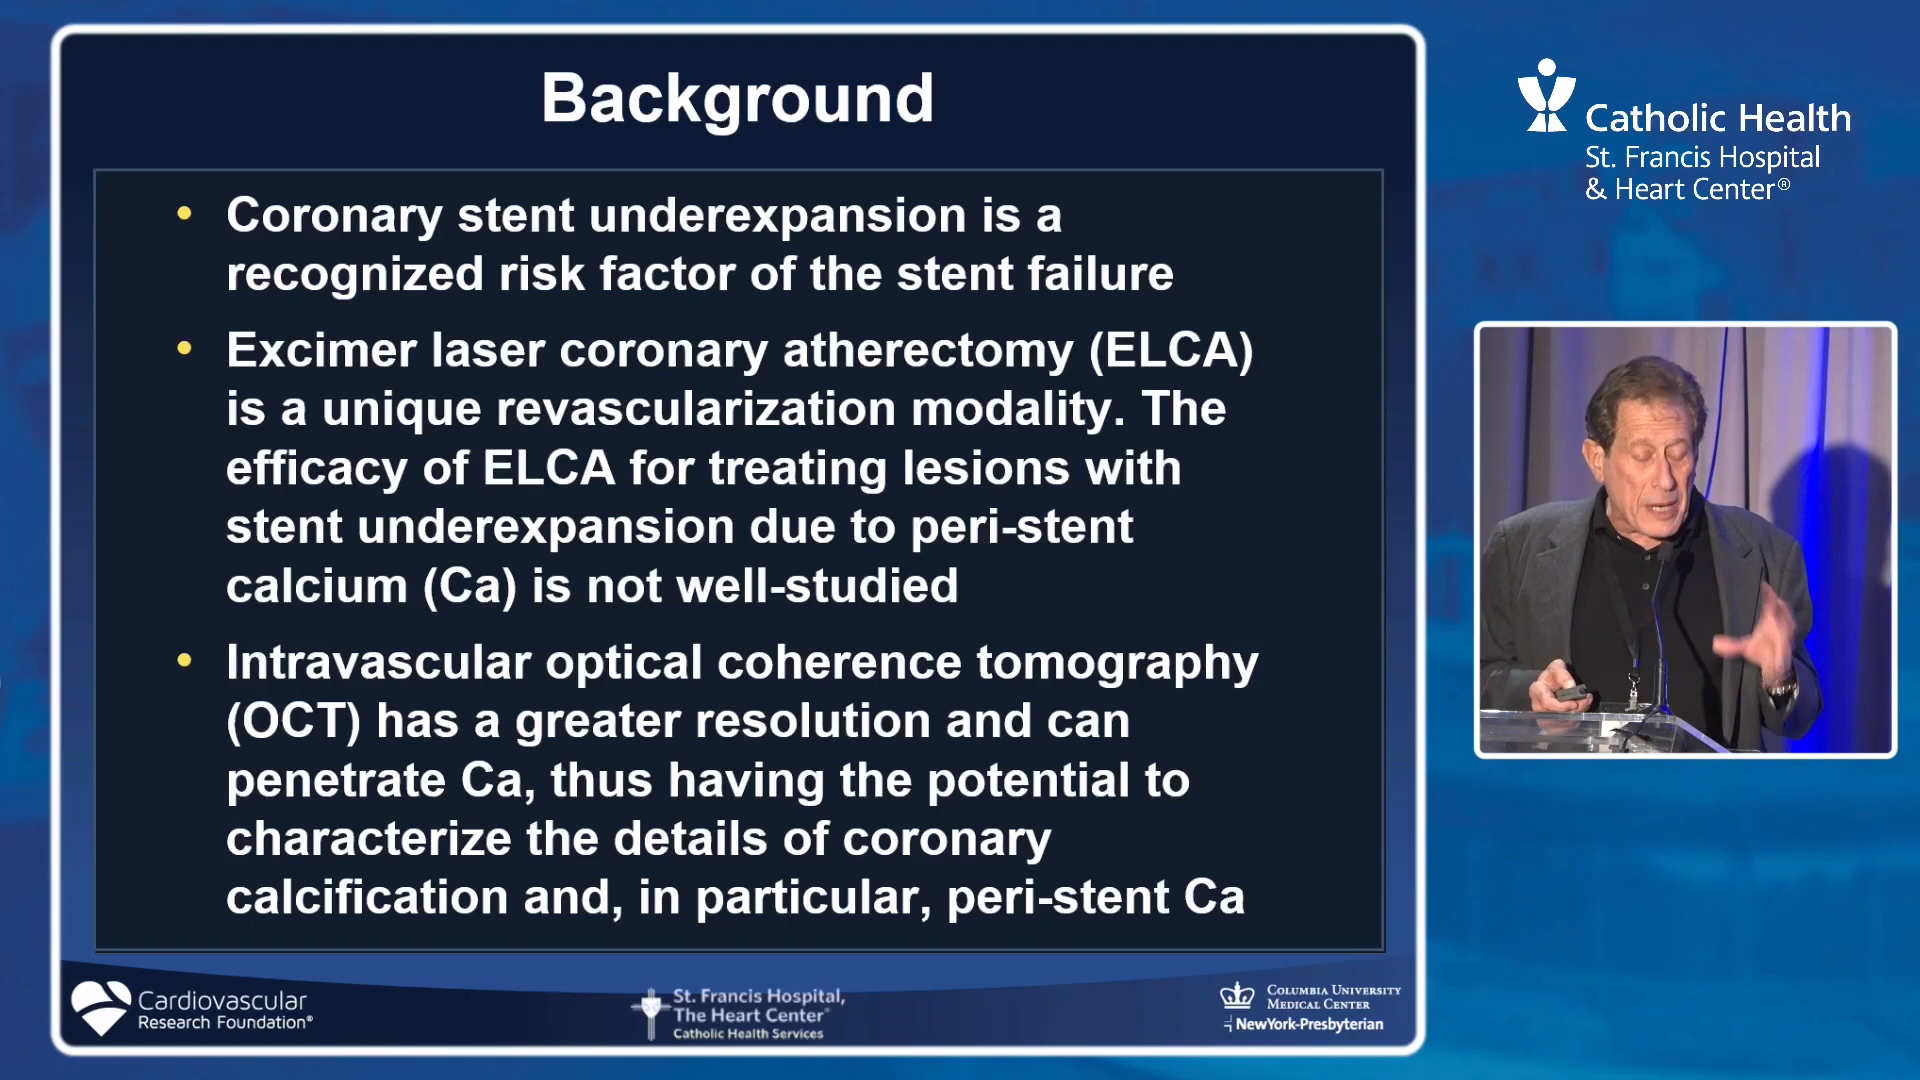 Background
• Coronary stent underexpansion is a
recognized risk factor of the stent failure
• Excimer laser coronary atherectomy (ELCA)
is a unique revascularization modality. The
efficacy of ELCA for treating lesions with
stent underexpansion due to peri-stent
calcium (Ca) is not well-studied
• Intravascular optical coherence tomography
(OCT) has a greater resolution and can
penetrate Ca, thus having the potential to
characterize the details of coronary
calcification and, in particular, peri-stent Ca
Cardiovascular
Research Foundation®
St. Francis Hospital,
The Heart Center®
Catholic Health Services
COLUMBIA UNIVERSITY
MEDICAL CENTER
NewYork-Presbyterian
Catholic Health
St. Francis Hospital
& Heart Center®